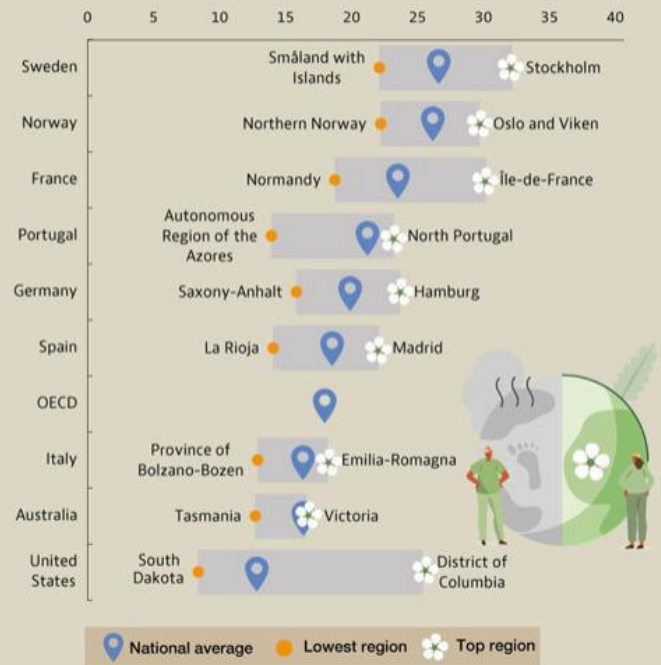 0 5 10 15 20 25 30 35 40
Sweden
Småland with
Islands
Stockholm
Norway
Northern Norway
Oslo and Viken
France
Normandy
Île-de-France
Portugal
Autonomous
Region of the
Azores
North Portugal
Germany
Saxony-Anhalt
Hamburg
Spain
La Rioja
Madrid
OECD
Italy
Province of
Bolzano-Bozen
Emilia-Romagna
Australia
Tasmania
Victoria
United
States
South
Dakota
District of
Columbia
National average Lowest region Top region